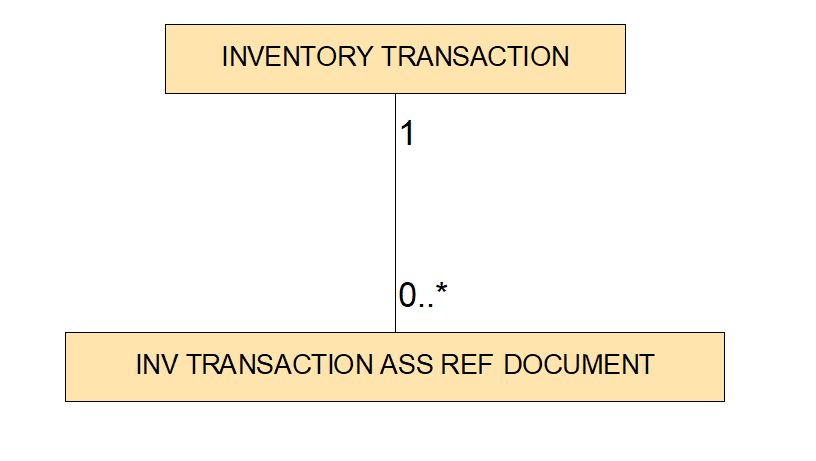 INVENTORY TRANSACTION
1
0..*
INV TRANSACTION ASS REF DOCUMENT